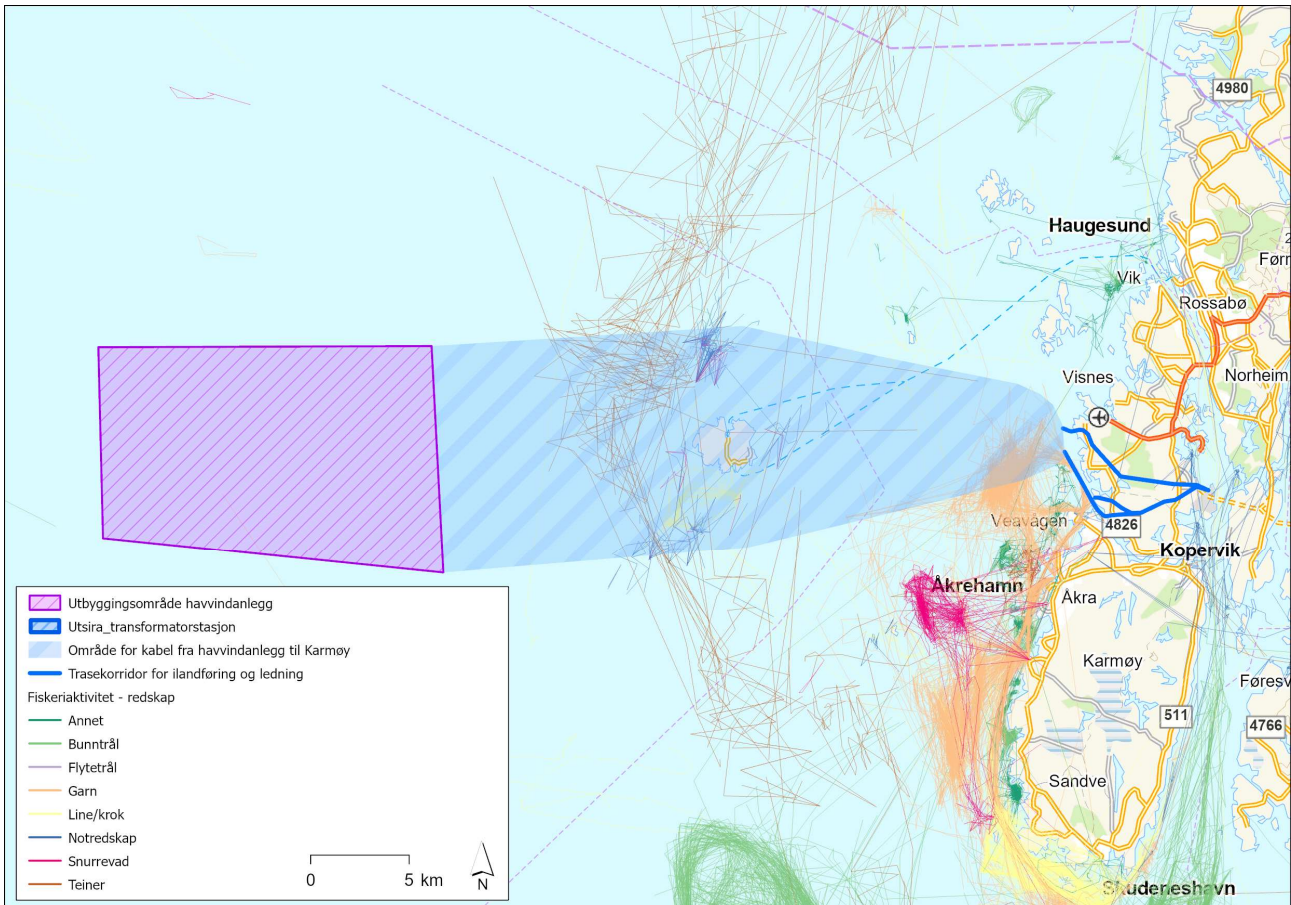 4980
Haugesund
Vik
Rossabø
Visnes
Norheim
Veavågen
4826
Kopervik
Åkrehamn
Åkra
Karmøy
511
4766
Sandve
Skudeneshavn
Utbyggingsområde havvindanlegg
Utsira_transformatorstasjon
Område for kabel fra havvindanlegg til Karmøy
Trasekorridor for ilandføring og ledning
Fiskeriaktivitet - redskap
Annet
Bunntrål
Flytetrål
Garn
Line/krok
Notredskap
Snurrevad
Teiner
0 5 km
N